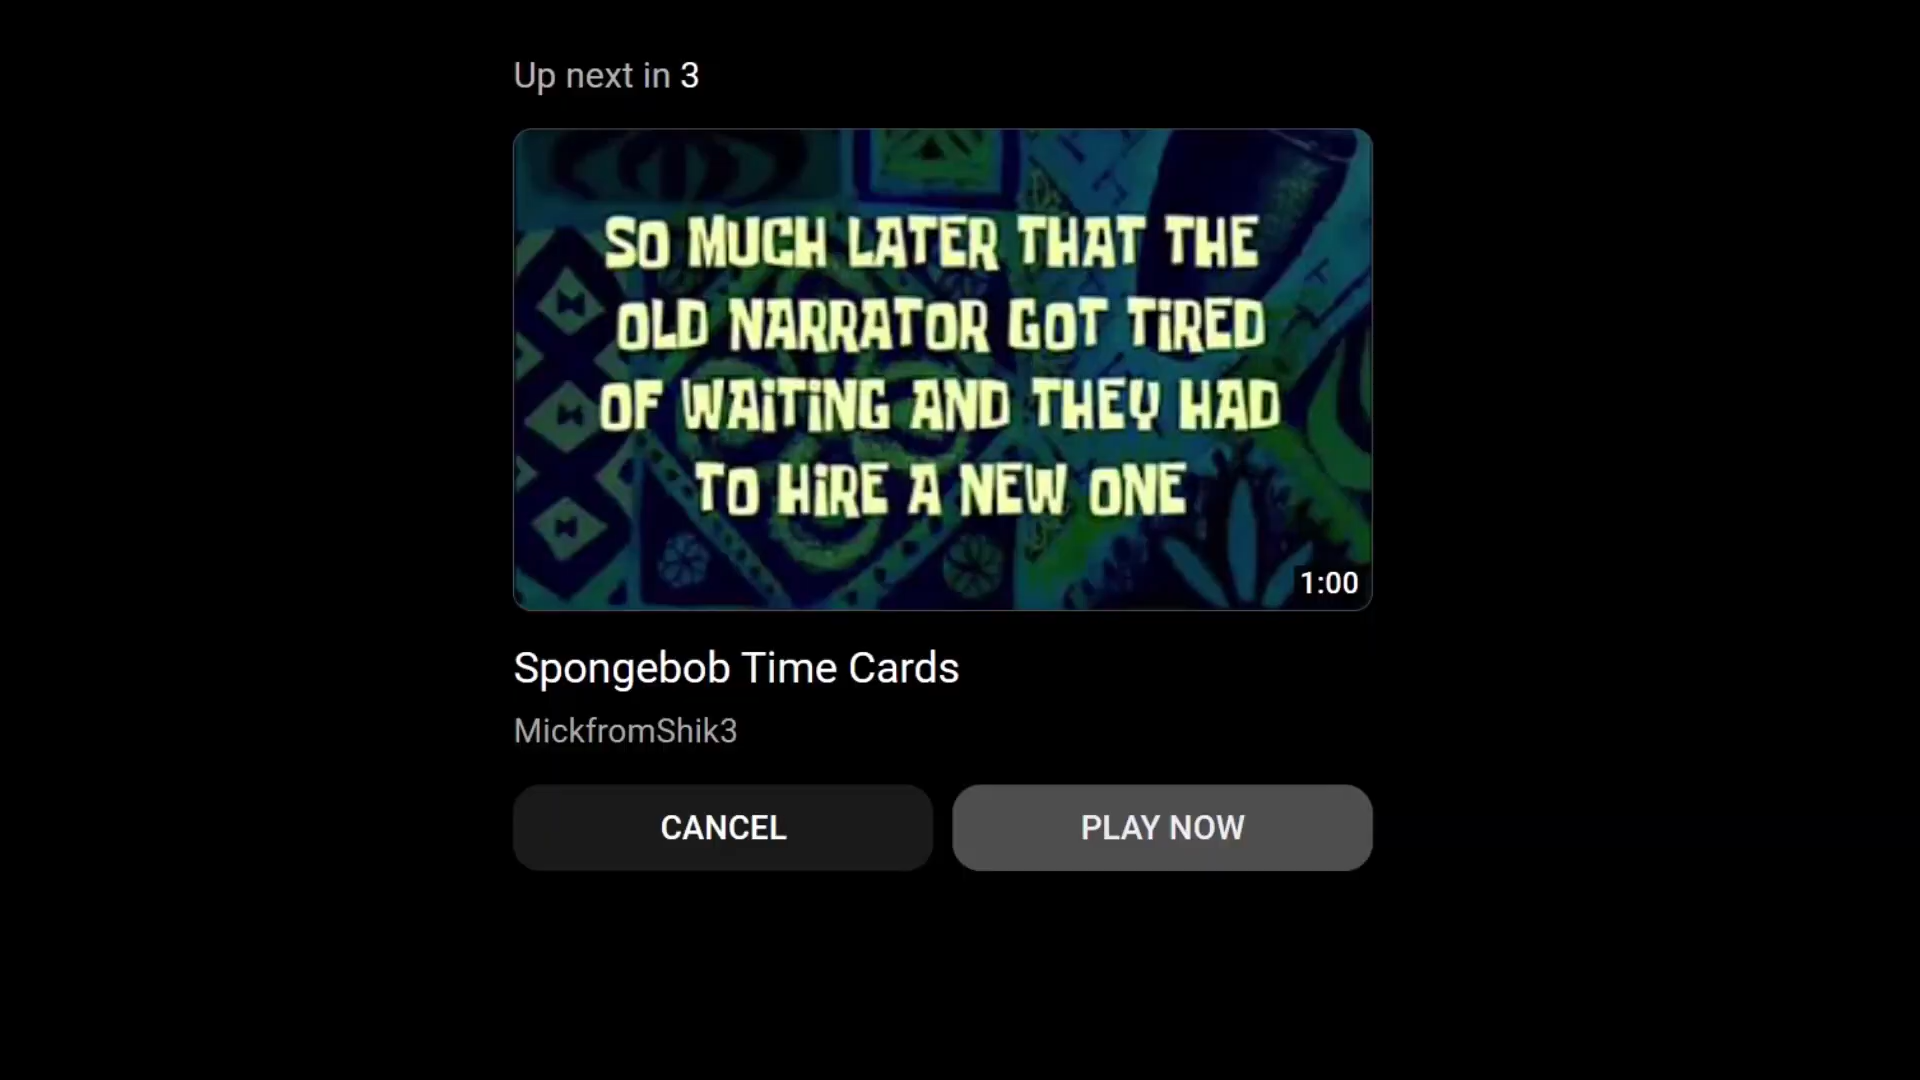 Up next in 3
SO MUCH LATER THAT THE
OLD NARRATOR GOT TiRED
OF WAiTiNG AND THEY HAD
TO HiRE A NEW ONE
1:00
Spongebob Time Cards
MickfromShik3
CANCEL
PLAY NOW